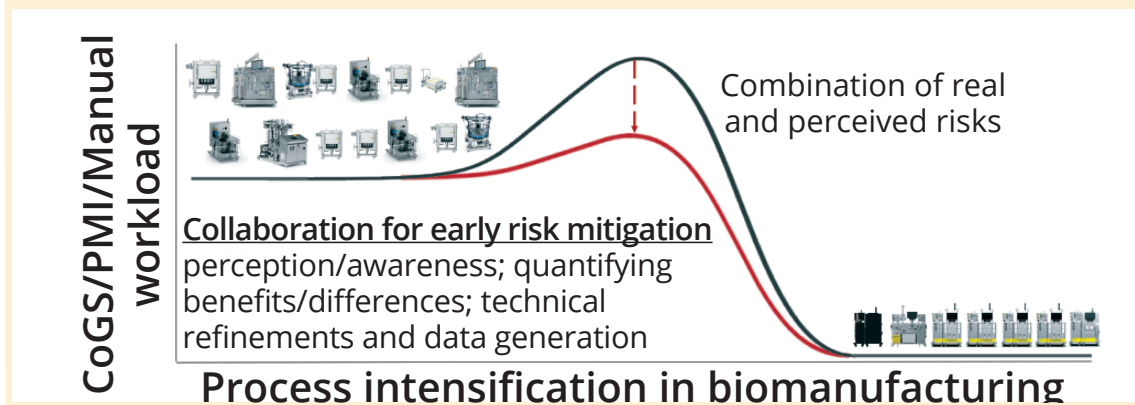 CoGS/PMI/Manual
workload
Combination of real
and perceived risks
Collaboration for early risk mitigation
perception/awareness; quantifying
benefits/differences; technical
refinements and data generation
Process intensification in biomanufacturing